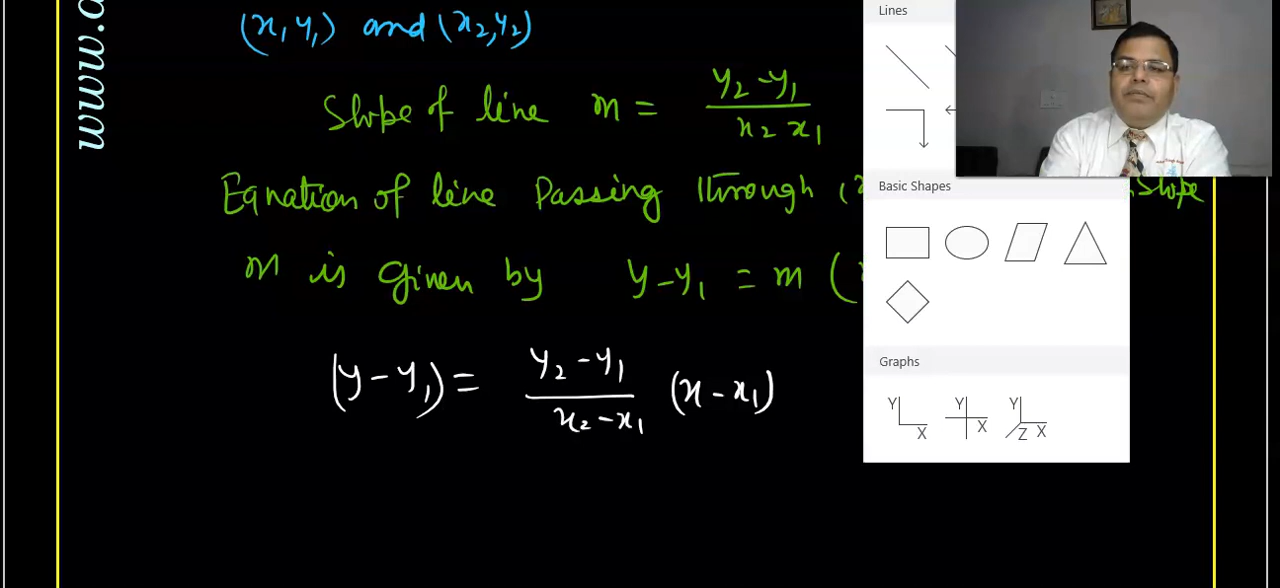 www.
(x₁ y₁) and (x₂, y₂)
Slope of line m = y₂ - y₁ / x₂ x₁
Equation of line Passing through (x Slope
m is given by y - y₁ = m (x
(y - y₁) = y₂ - y₁ / x₂ - x₁ (x - x₁)
Lines
Basic Shapes
Graphs
Y X
Y X
Y Z X